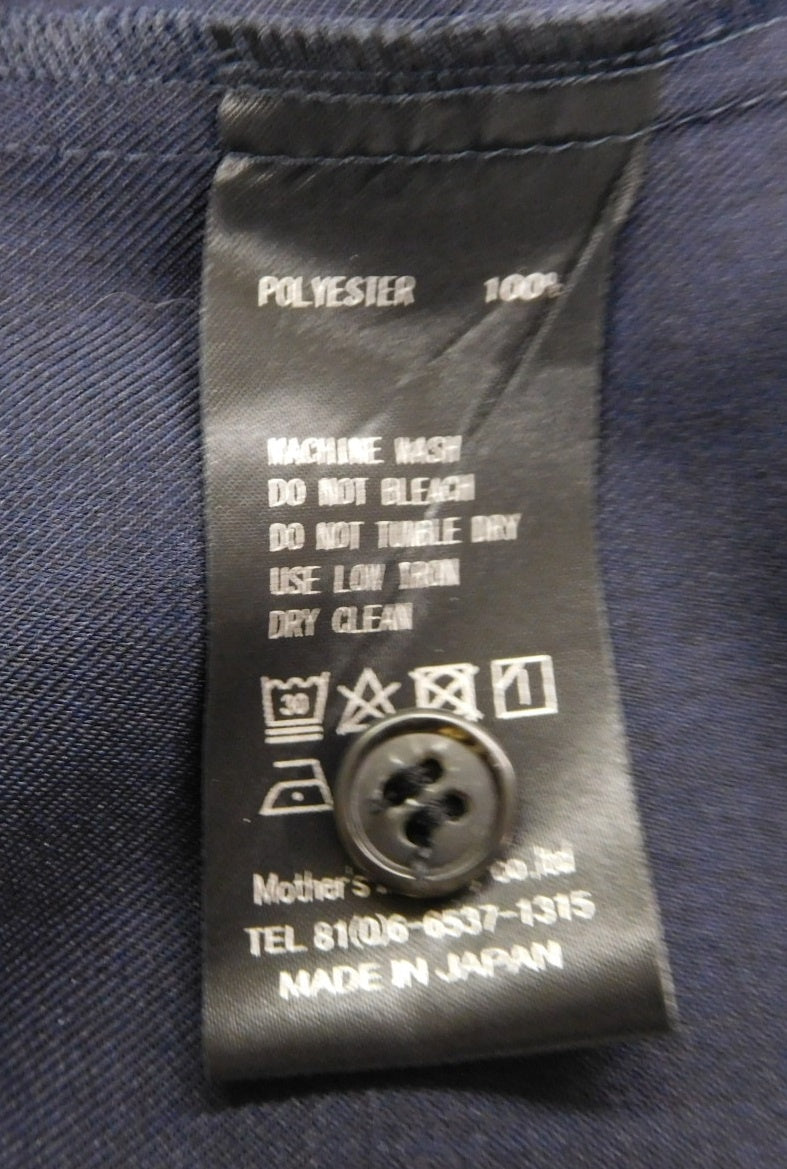 POLYESTER 100%
MACHINE WASH
DO NOT BLEACH
DO NOT TUMBLE DRY
USE LOW IRON
DRY CLEAN
30
Mother's co.,ltd
TEL 81(0)6-6537-1315
MADE IN JAPAN